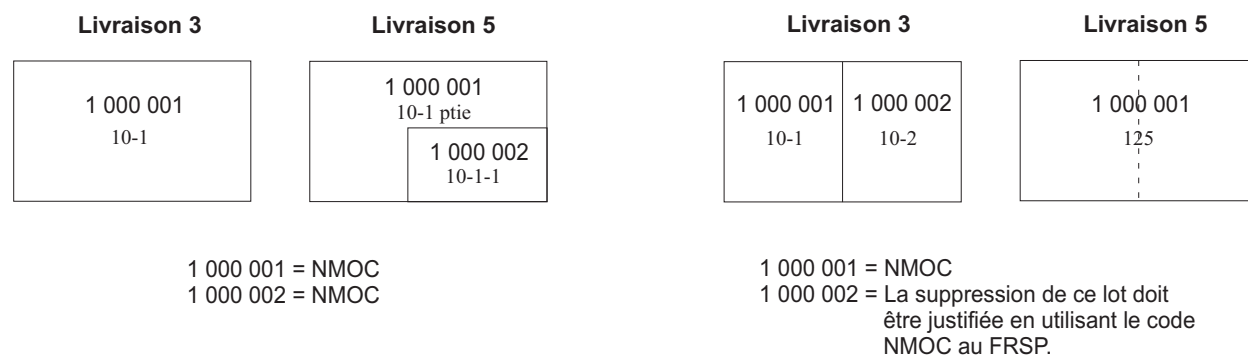 Livraison 3
Livraison 5
1 000 001
10-1
1 000 001
10-1 ptie
1 000 002
10-1-1
1 000 001 = NMOC
1 000 002 = NMOC
Livraison 3
Livraison 5
1 000 001
10-1
1 000 002
10-2
1 000 001
125
1 000 001 = NMOC
1 000 002 = La suppression de ce lot doit
être justifiée en utilisant le code
NMOC au FRSP.